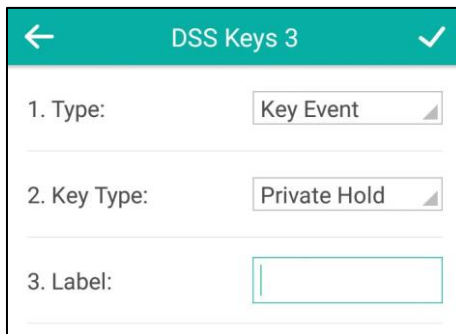 DSS Keys 3
1. Type: Key Event
2. Key Type: Private Hold
3. Label: